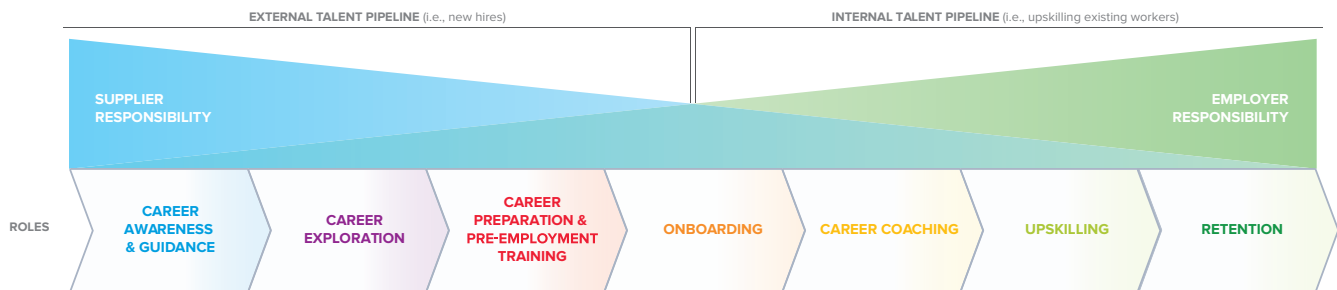 EXTERNAL TALENT PIPELINE (i.e., new hires)
INTERNAL TALENT PIPELINE (i.e., upskilling existing workers)
SUPPLIER
RESPONSIBILITY
EMPLOYER
RESPONSIBILITY
ROLES
CAREER
AWARENESS
& GUIDANCE
CAREER
EXPLORATION
CAREER
PREPARATION &
PRE-EMPLOYMENT
TRAINING
ONBOARDING
CAREER COACHING
UPSKILLING
RETENTION